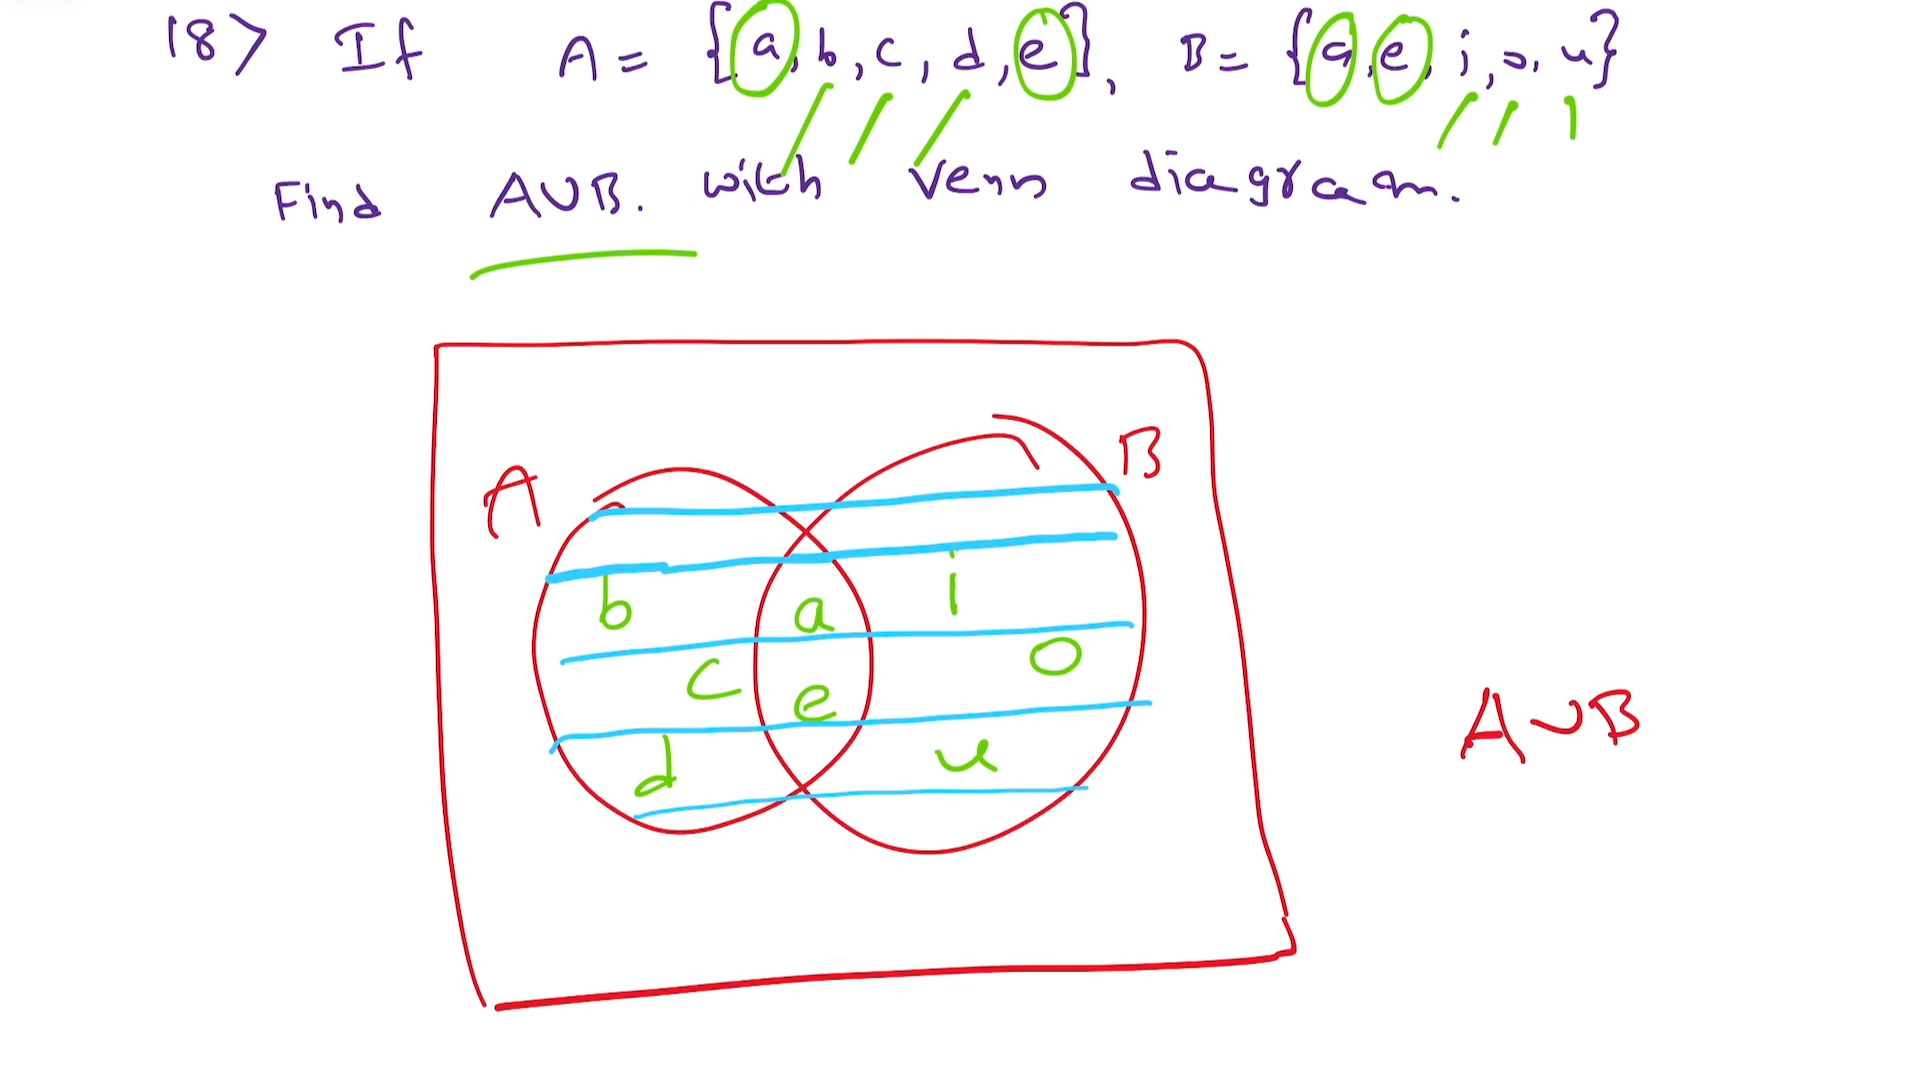 18> If A = {a, b, c, d, e}, B = {a, e, i, o, u}
Find A∪B. with Venn diagram.
A B
b a i
c e o
d u
A∪B